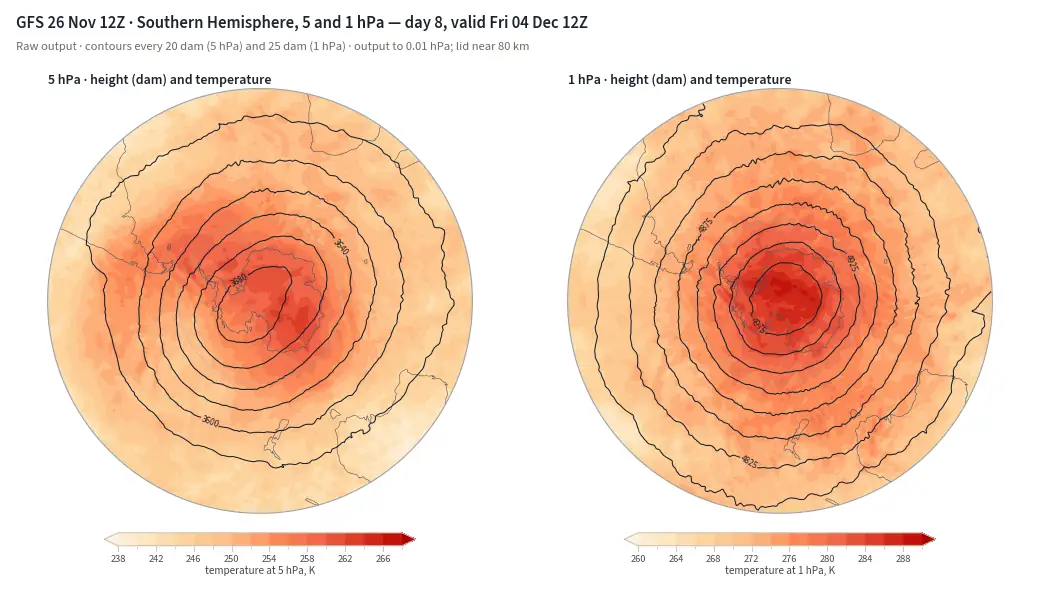 GFS 26 Nov 12Z · Southern Hemisphere, 5 and 1 hPa — day 8, valid Fri 04 Dec 12Z
Raw output · contours every 20 dam (5 hPa) and 25 dam (1 hPa) · output to 0.01 hPa; lid near 80 km
5 hPa · height (dam) and temperature
1 hPa · height (dam) and temperature
3640
3680
3600
4875
4925
4975
4825
238 242 246 250 254 258 262 266
temperature at 5 hPa, K
260 264 268 272 276 280 284 288
temperature at 1 hPa, K